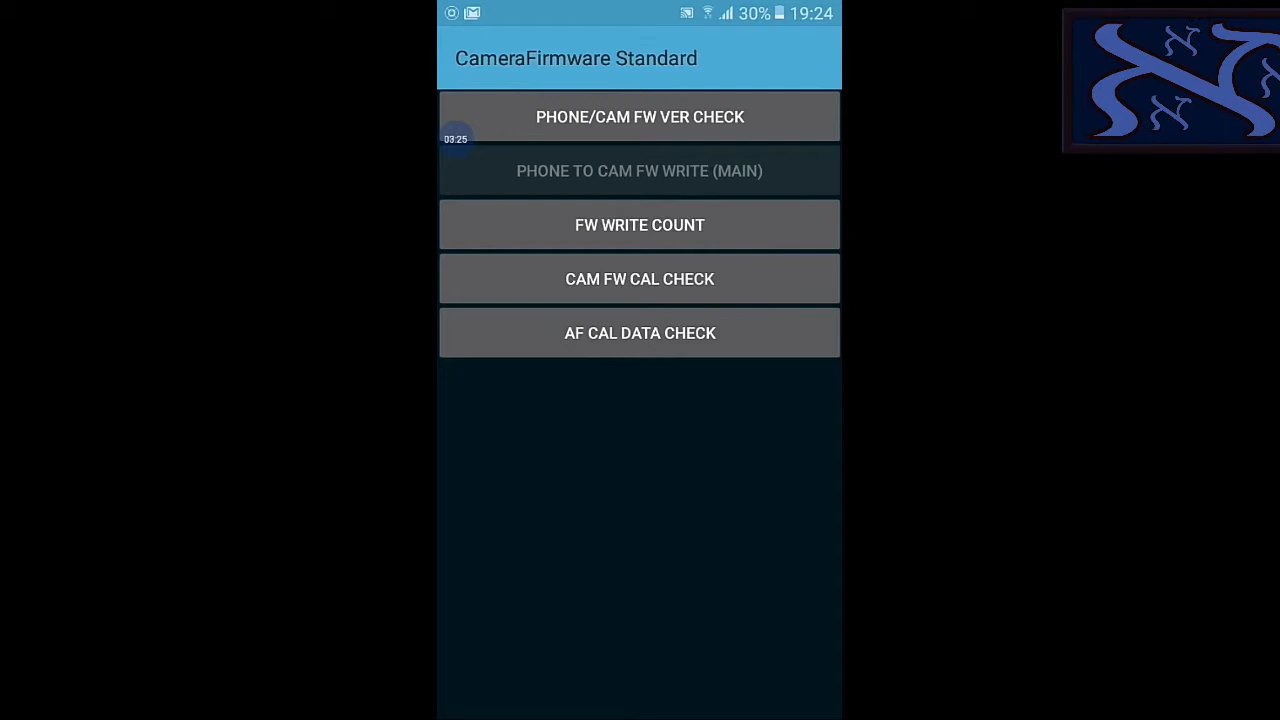 30% 19:24
CameraFirmware Standard
PHONE/CAM FW VER CHECK
03:25
PHONE TO CAM FW WRITE (MAIN)
FW WRITE COUNT
CAM FW CAL CHECK
AF CAL DATA CHECK
א א א א